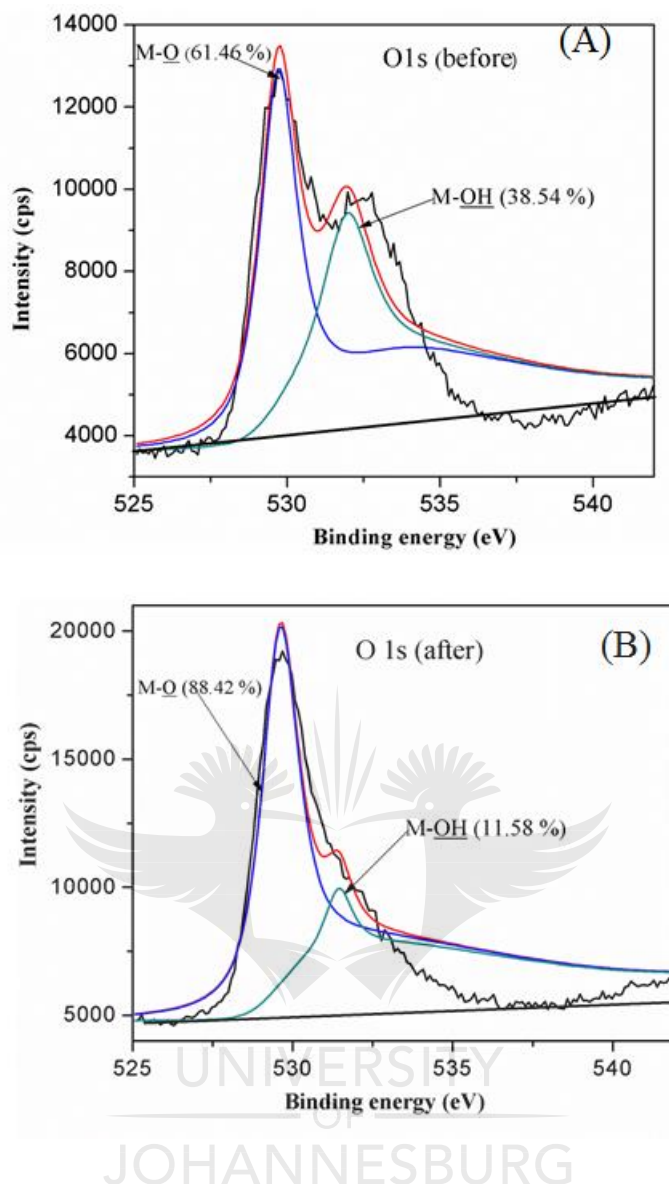 (A)
O1s (before)
M-O (61.46 %)
M-OH (38.54 %)
14000
12000
10000
8000
6000
4000
Intensity (cps)
525 530 535 540
Binding energy (eV)
(B)
O 1s (after)
M-O (88.42 %)
M-OH (11.58 %)
20000
15000
10000
5000
Intensity (cps)
525 530 535 540
Binding energy (eV)
UNIVERSITY
OF
JOHANNESBURG